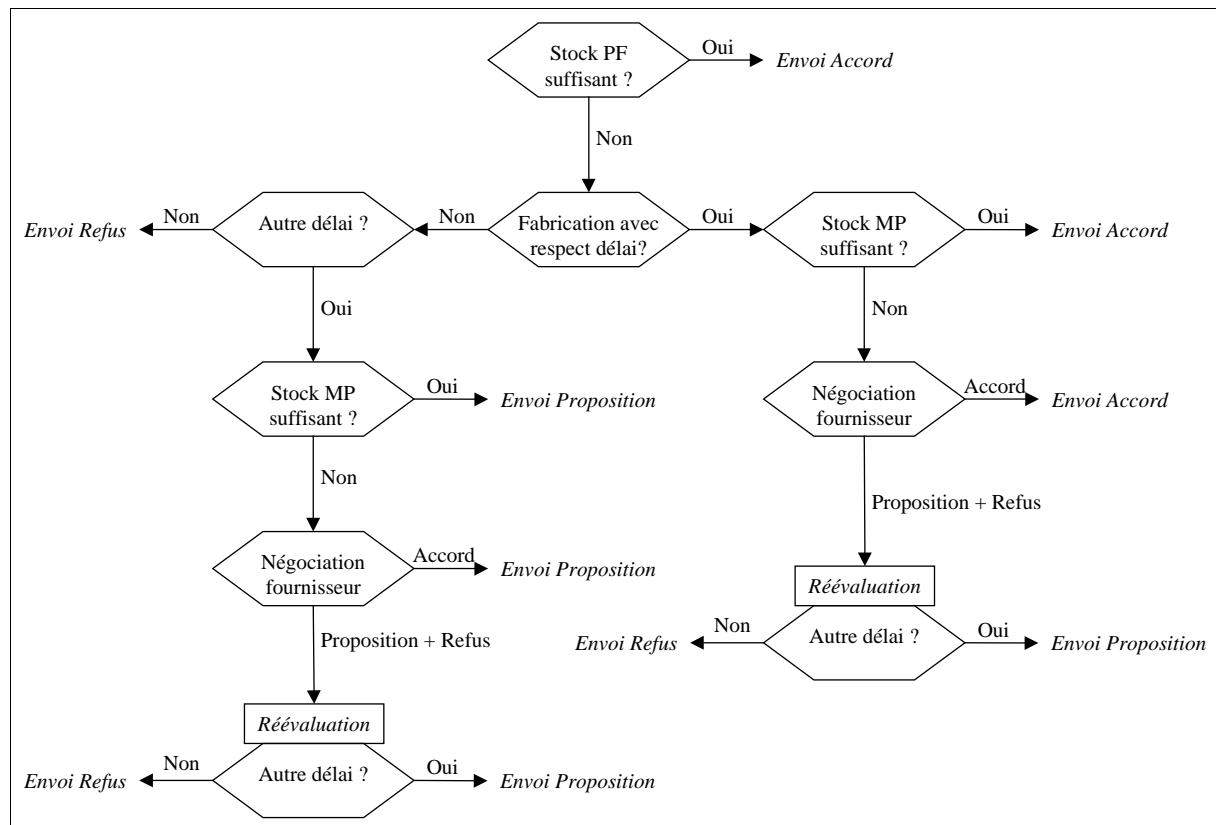 Stock PF
suffisant ?
Oui
Envoi Accord
Non
Envoi Refus
Non
Autre délai ?
Non
Fabrication avec
respect délai?
Oui
Stock MP
suffisant ?
Oui
Envoi Accord
Oui
Non
Stock MP
suffisant ?
Oui
Envoi Proposition
Négociation
fournisseur
Accord
Envoi Accord
Non
Proposition + Refus
Négociation
fournisseur
Accord
Envoi Proposition
Réévaluation
Envoi Refus
Non
Autre délai ?
Oui
Envoi Proposition
Proposition + Refus
Réévaluation
Envoi Refus
Non
Autre délai ?
Oui
Envoi Proposition